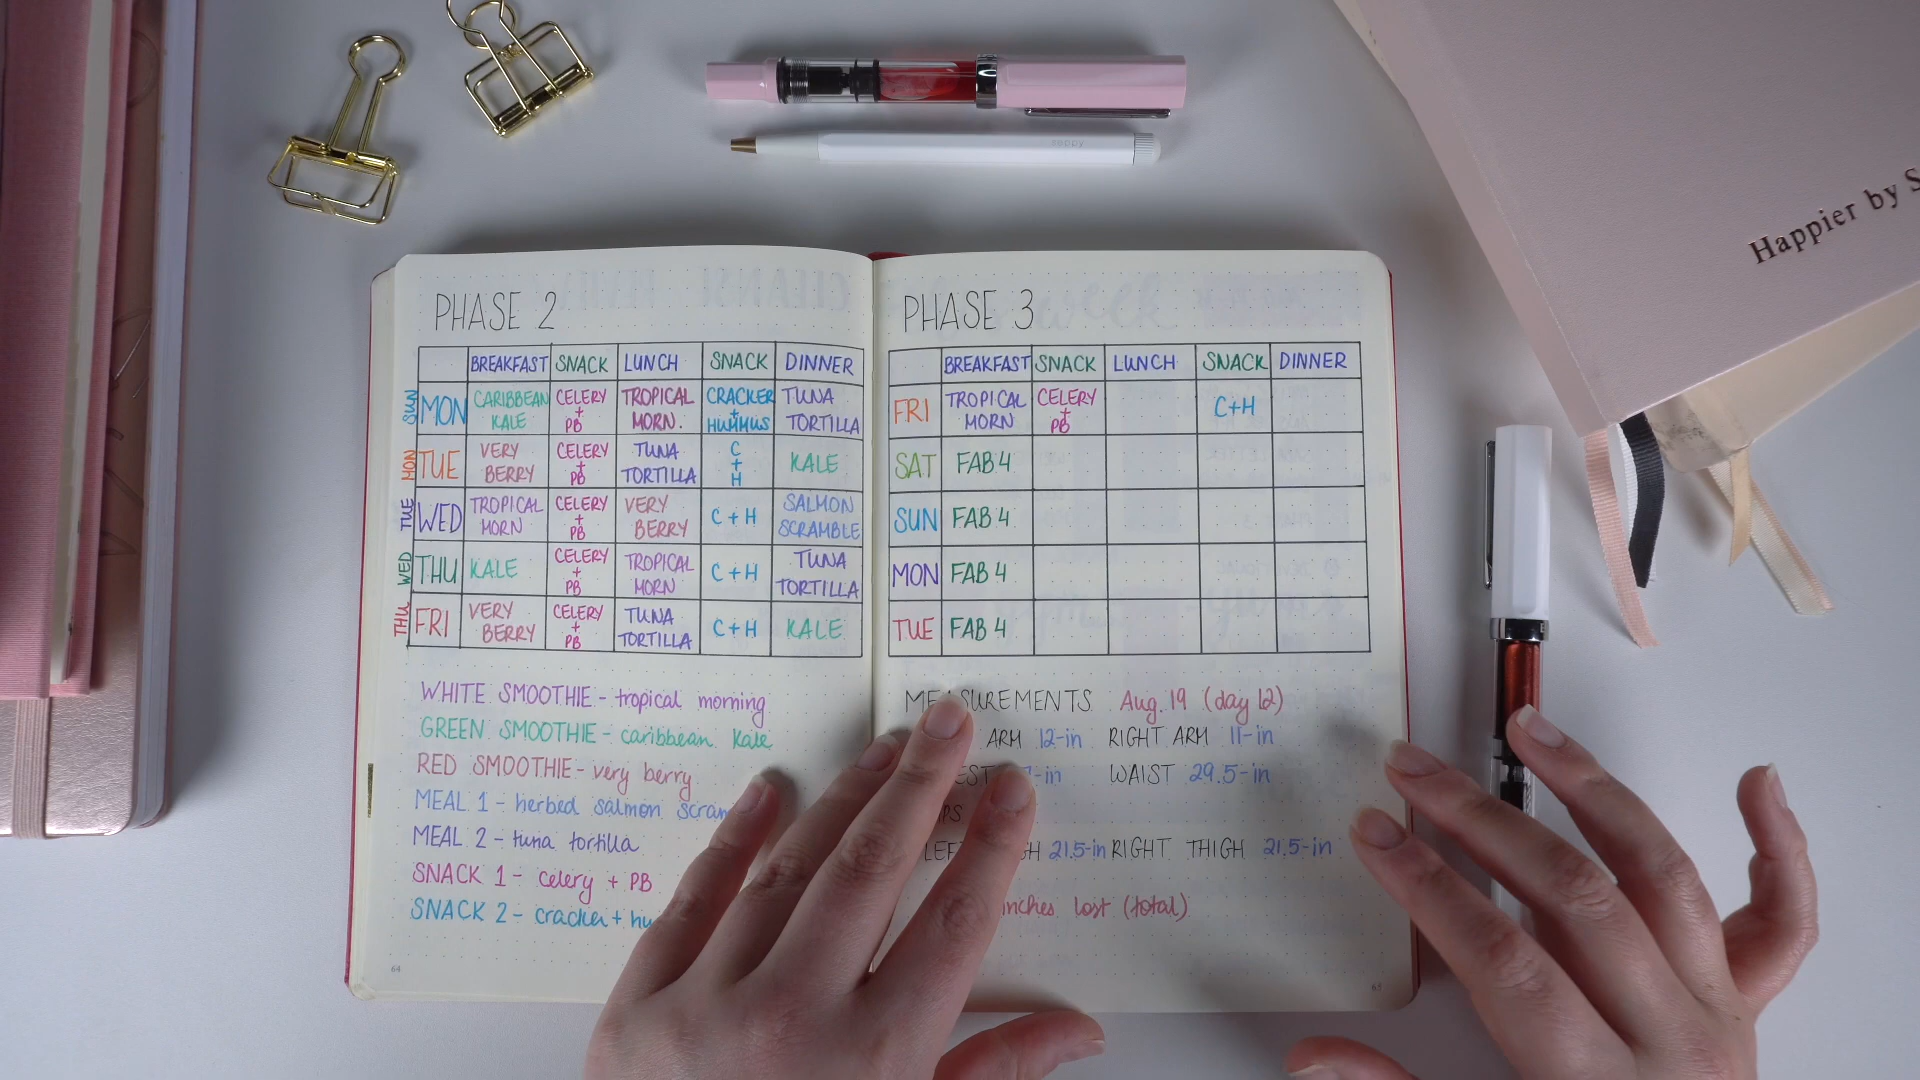 Happier by
PHASE 2
BREAKFAST SNACK LUNCH SNACK DINNER
SUN MON CARIBBEAN KALE CELERY + PB TROPICAL MORN. CRACKER + HUMMUS TUNA TORTILLA
MON TUE VERY BERRY CELERY + PB TUNA TORTILLA C + H KALE
TUE WED TROPICAL MORN CELERY + PB VERY BERRY C + H SALMON SCRAMBLE
WED THU KALE CELERY + PB TROPICAL MORN C + H TUNA TORTILLA
THU FRI VERY BERRY CELERY + PB TUNA TORTILLA C + H KALE
WHITE SMOOTHIE - tropical morning
GREEN SMOOTHIE - caribbean kale
RED SMOOTHIE - very berry
MEAL 1 - herbed salmon
MEAL 2 - tuna tortilla
SNACK 1 - celery + PB
SNACK 2 - cracker +
64
PHASE 3
BREAKFAST SNACK LUNCH SNACK DINNER
FRI TROPICAL MORN CELERY + PB C+H
SAT FAB 4
SUN FAB 4
MON FAB 4
TUE FAB 4
MEASUREMENTS Aug. 19 (day 12)
ARM 12-in RIGHT ARM 11-in
WAIST 29.5-in
21.5-in RIGHT THIGH 21.5-in
inches lost (total)
65